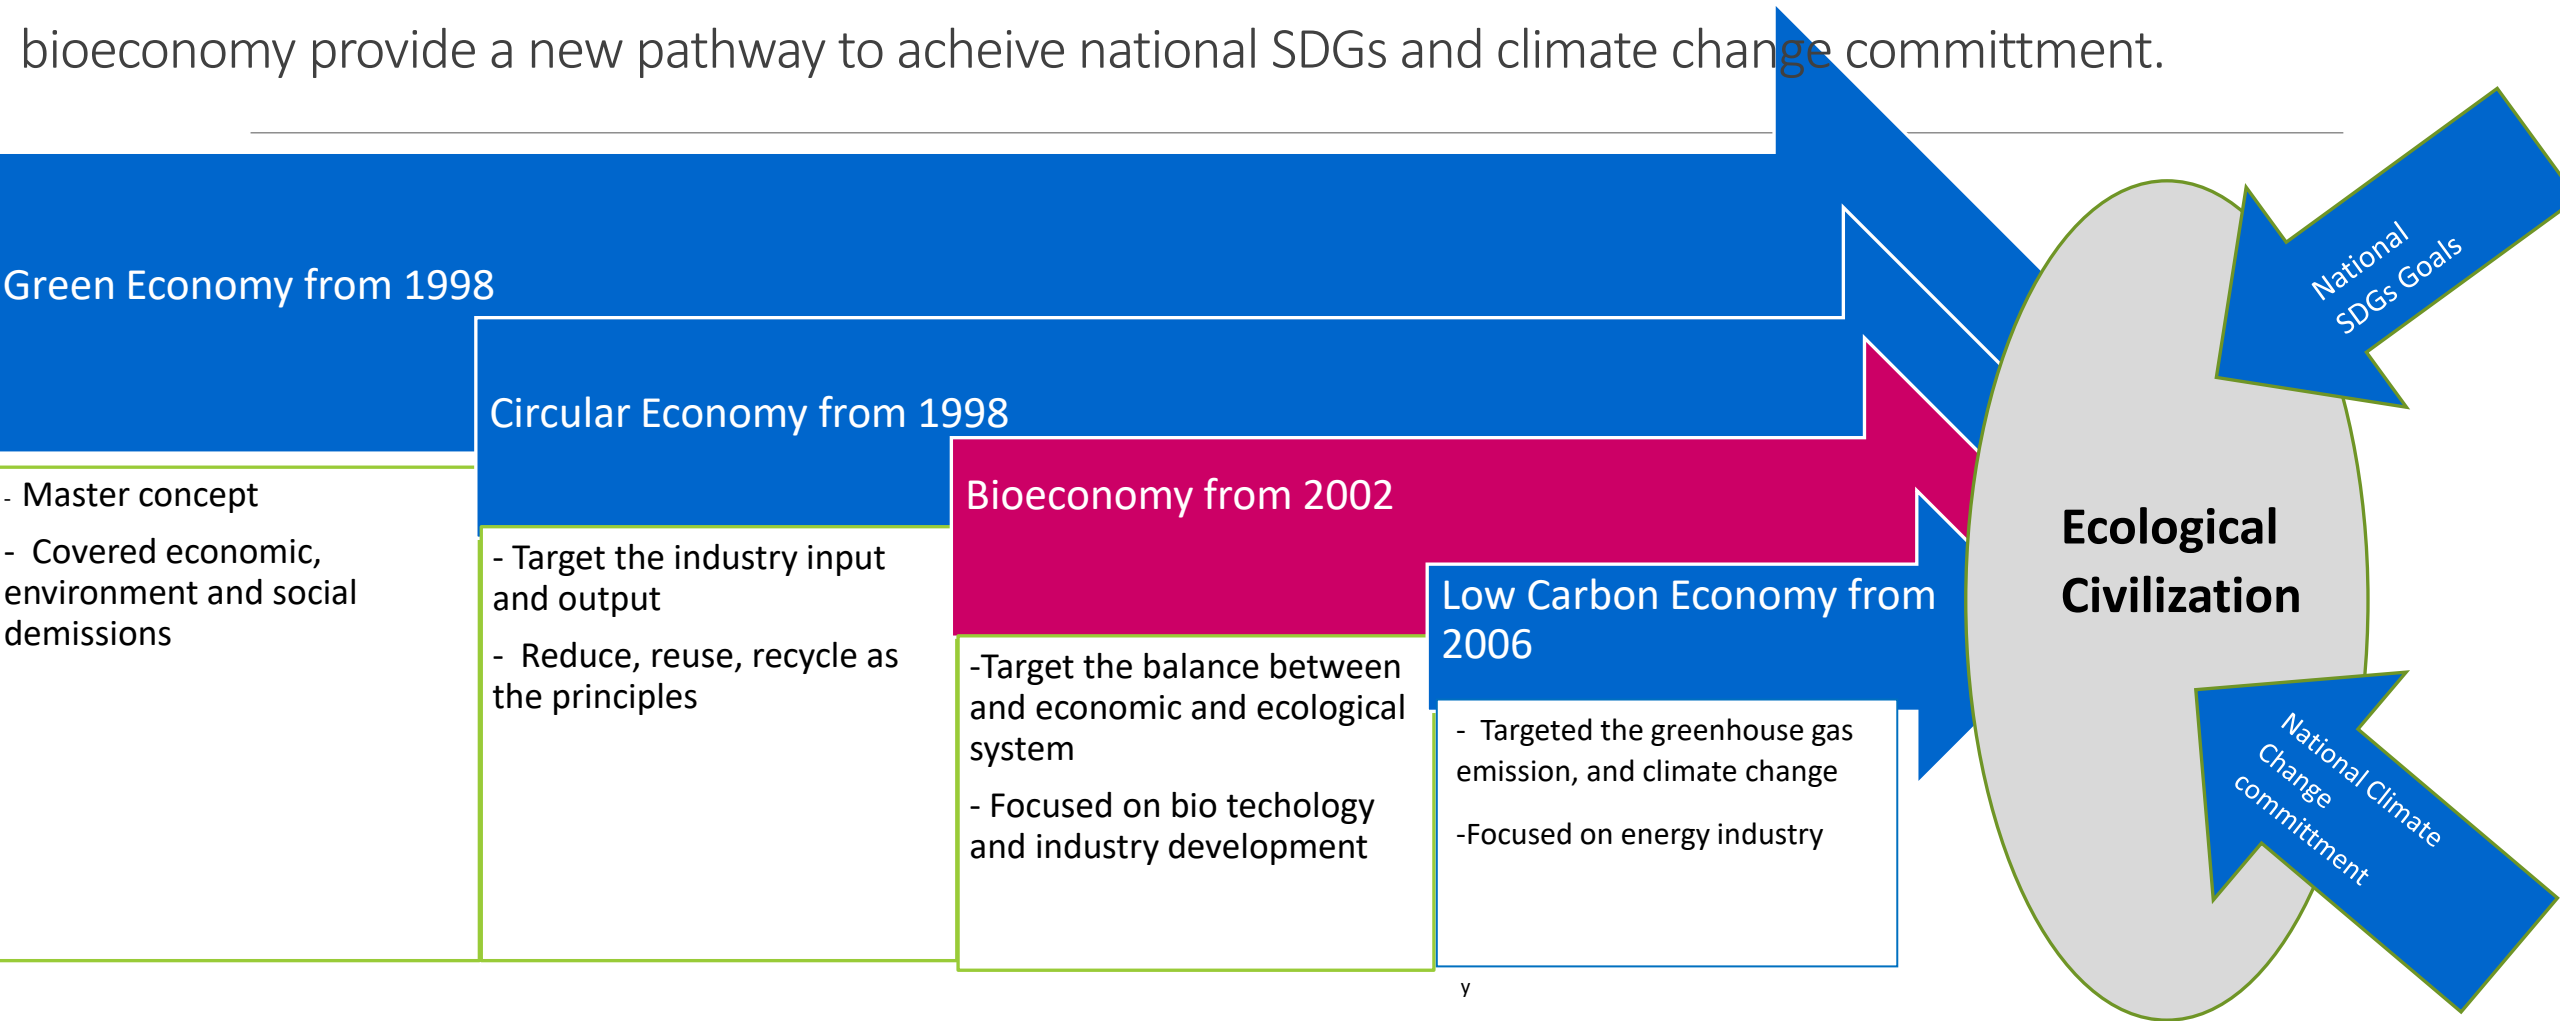 bioeconomy provide a new pathway to acheive national SDGs and climate change committment.
Green Economy from 1998
- Master concept
- Covered economic,
environment and social
demissions
Circular Economy from 1998
- Target the industry input
and output
- Reduce, reuse, recycle as
the principles
Bioeconomy from 2002
-Target the balance between
and economic and ecological
system
- Focused on bio techology
and industry development
Low Carbon Economy from
2006
- Targeted the greenhouse gas
emission, and climate change
-Focused on energy industry
y
Ecological
Civilization
National
SDGs Goals
National Climate
Change
committment